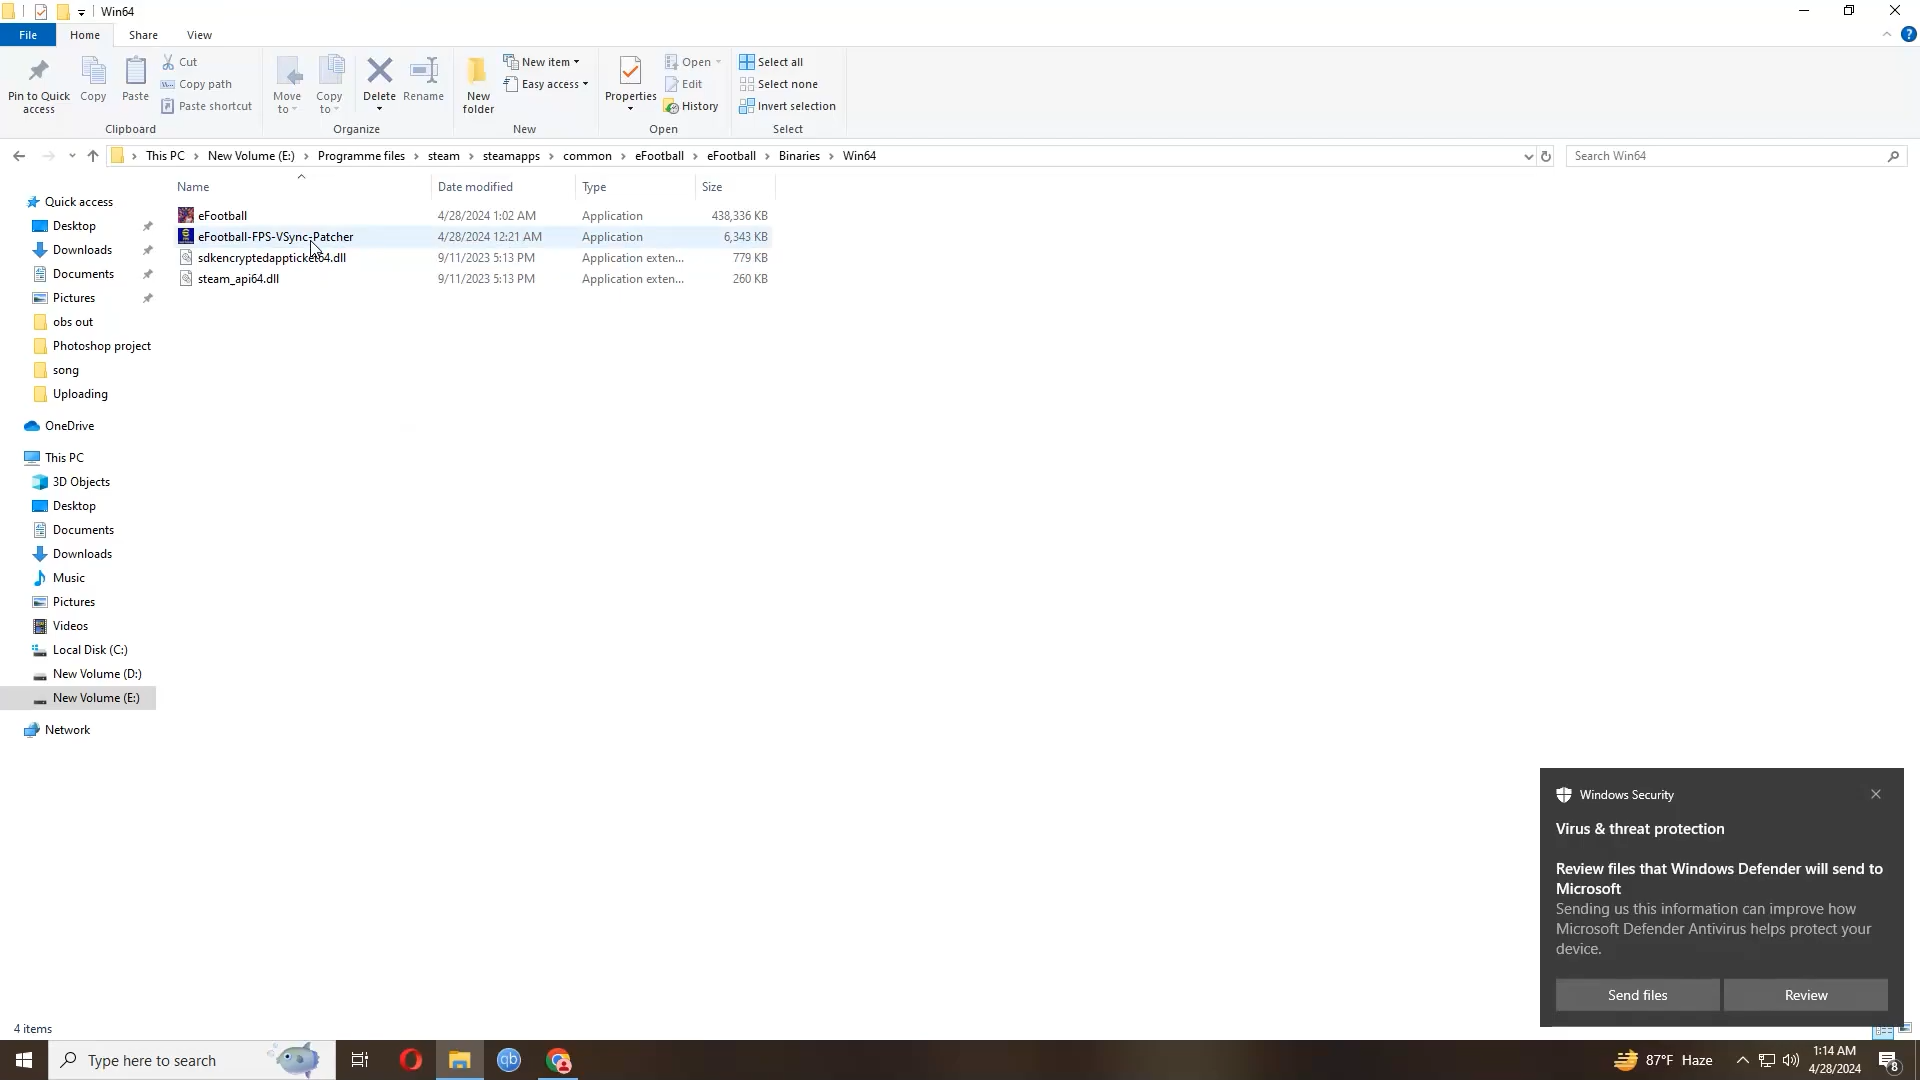 Win64
File Home Share View
Pin to Quick access
Copy
Paste
Cut
Copy path
Paste shortcut
Clipboard
Move to
Copy to
Delete
Rename
Organize
New folder
New item
Easy access
New
Properties
Open
Edit
History
Open
Select all
Select none
Invert selection
Select
This PC New Volume (E:) Programme files steam steamapps common eFootball eFootball Binaries Win64
Search Win64
Name Date modified Type Size
eFootball 4/28/2024 1:02 AM Application 438,336 KB
eFootball-FPS-VSync-Patcher 4/28/2024 12:21 AM Application 6,343 KB
sdkencryptedappticket64.dll 9/11/2023 5:13 PM Application exten... 779 KB
steam_api64.dll 9/11/2023 5:13 PM Application exten... 260 KB
Quick access
Desktop
Downloads
Documents
Pictures
obs out
Photoshop project
song
Uploading
OneDrive
This PC
3D Objects
Desktop
Documents
Downloads
Music
Pictures
Videos
Local Disk (C:)
New Volume (D:)
New Volume (E:)
Network
Windows Security
Virus & threat protection
Review files that Windows Defender will send to
Microsoft
Sending us this information can improve how
Microsoft Defender Antivirus helps protect your
device.
Send files Review
4 items
Type here to search
qb
87°F Haze
1:14 AM
4/28/2024
8